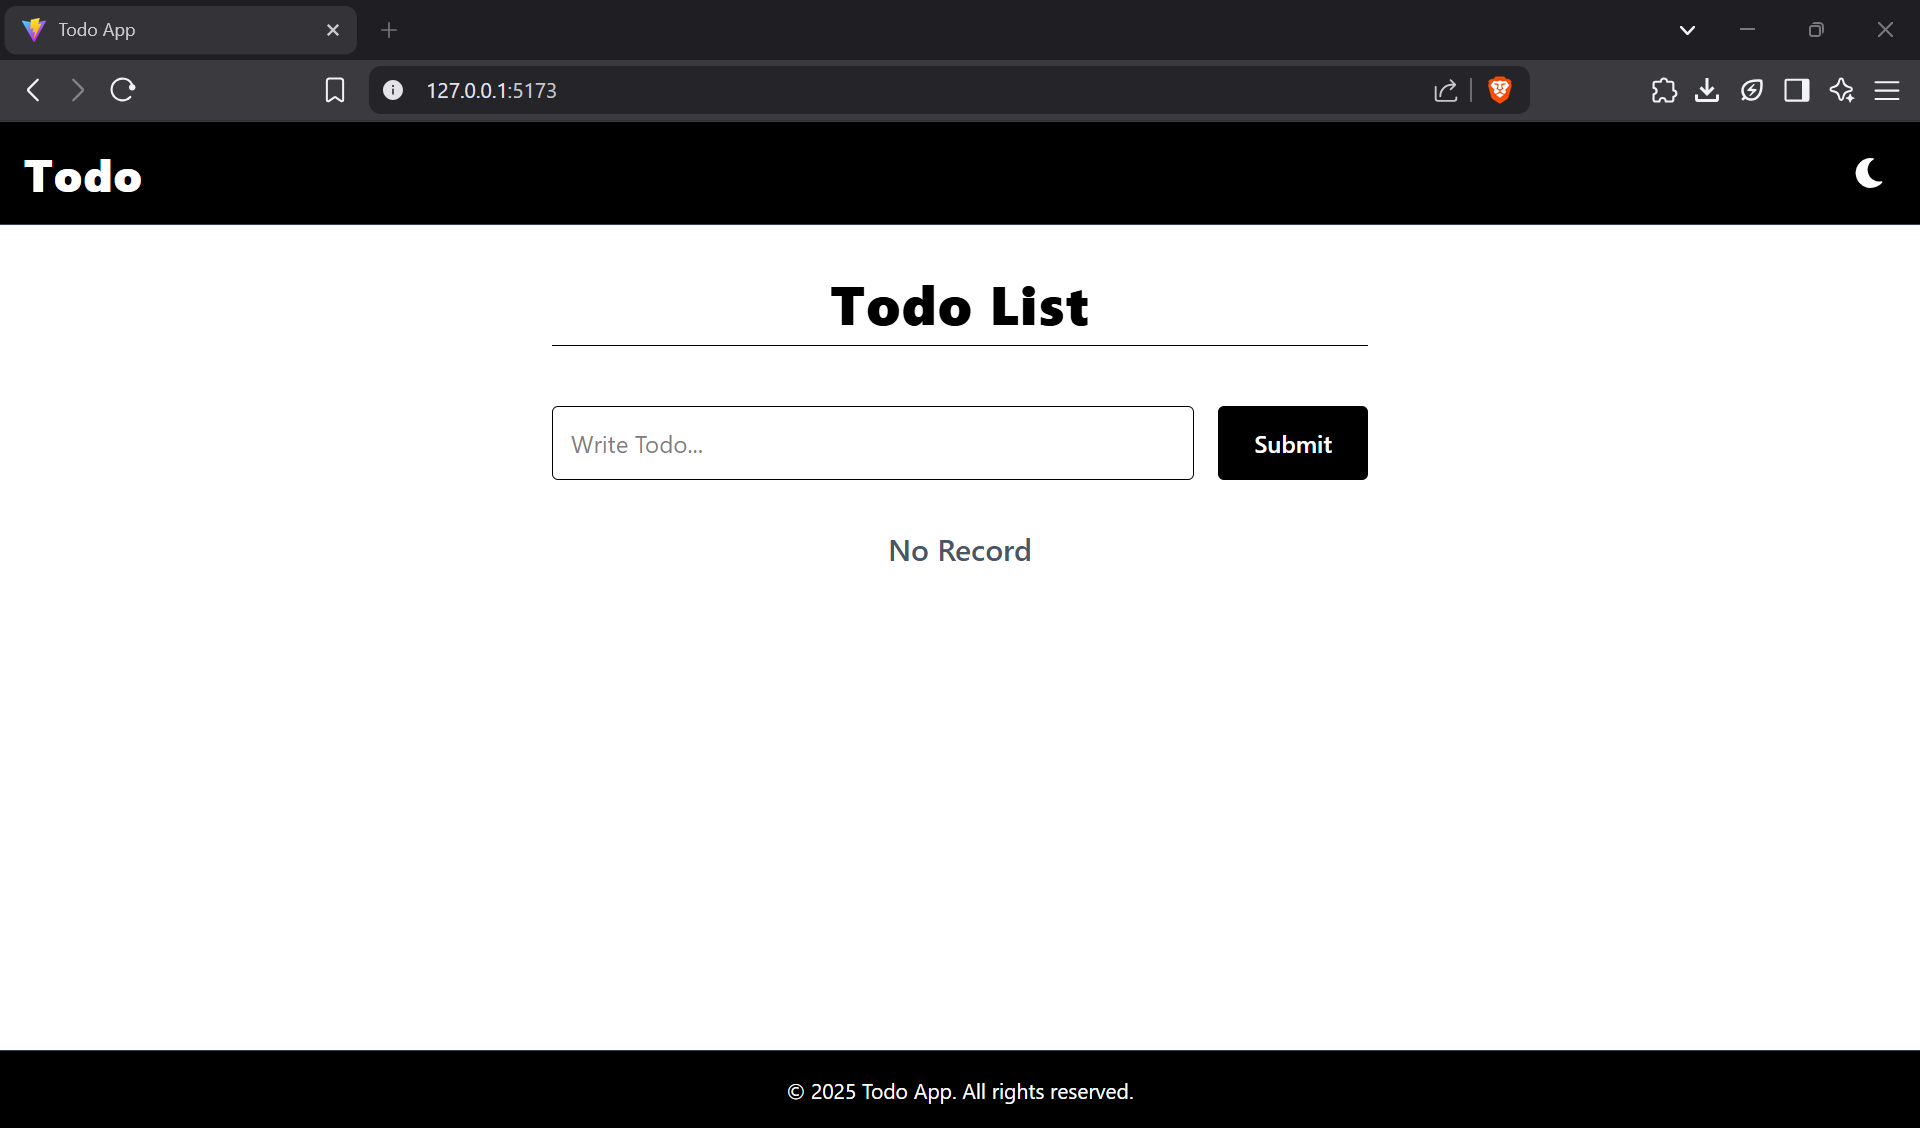 Todo App
127.0.0.1:5173
Todo
Todo List
Write Todo...
Submit
No Record
© 2025 Todo App. All rights reserved.